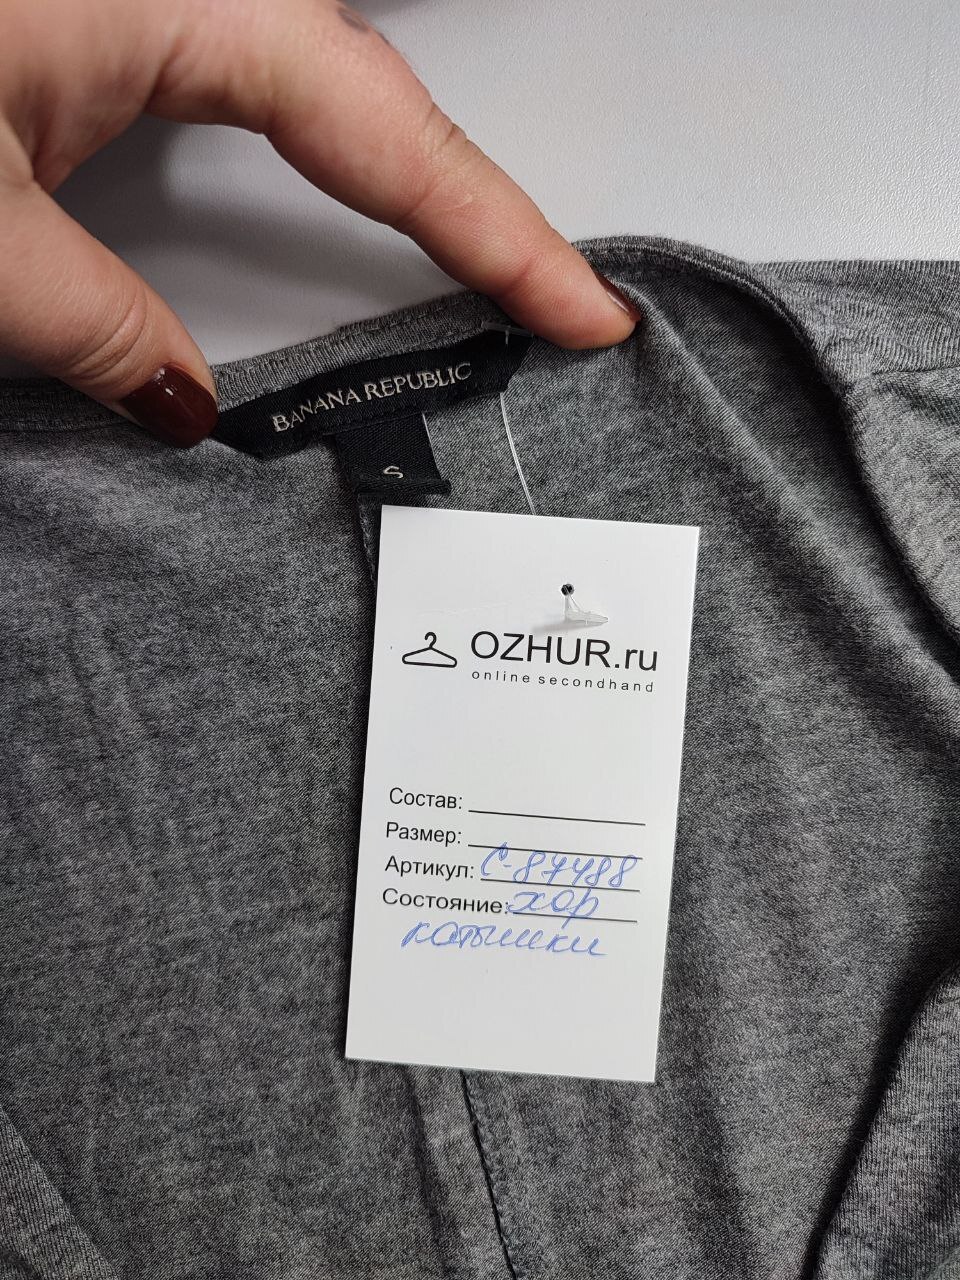 BANANA REPUBLIC
S
OZHUR.ru
online secondhand
Состав:
Размер:
Артикул: С-87488
Состояние: хор
катышки